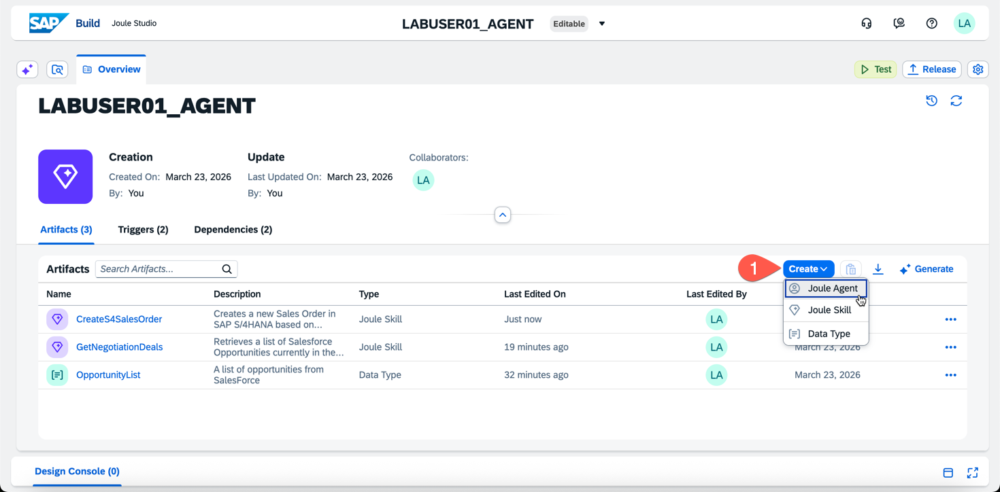 SAP Build Joule Studio LABUSER01_AGENT Editable LA
Overview Test Release
LABUSER01_AGENT
Creation Update Collaborators:
Created On: March 23, 2026 Last Updated On: March 23, 2026 LA
By: You By: You
Artifacts (3) Triggers (2) Dependencies (2)
Artifacts Search Artifacts... 1 Create Generate
Joule Agent
Joule Skill
Data Type
Name Description Type Last Edited On Last Edited By
CreateS4SalesOrder Creates a new Sales Order in Joule Skill Just now LA
SAP S/4HANA based on...
GetNegotiationDeals Retrieves a list of Salesforce Joule Skill 19 minutes ago LA March 23, 2026
Opportunities currently in the...
OpportunityList A list of opportunities from Data Type 32 minutes ago LA March 23, 2026
SalesForce
Design Console (0)